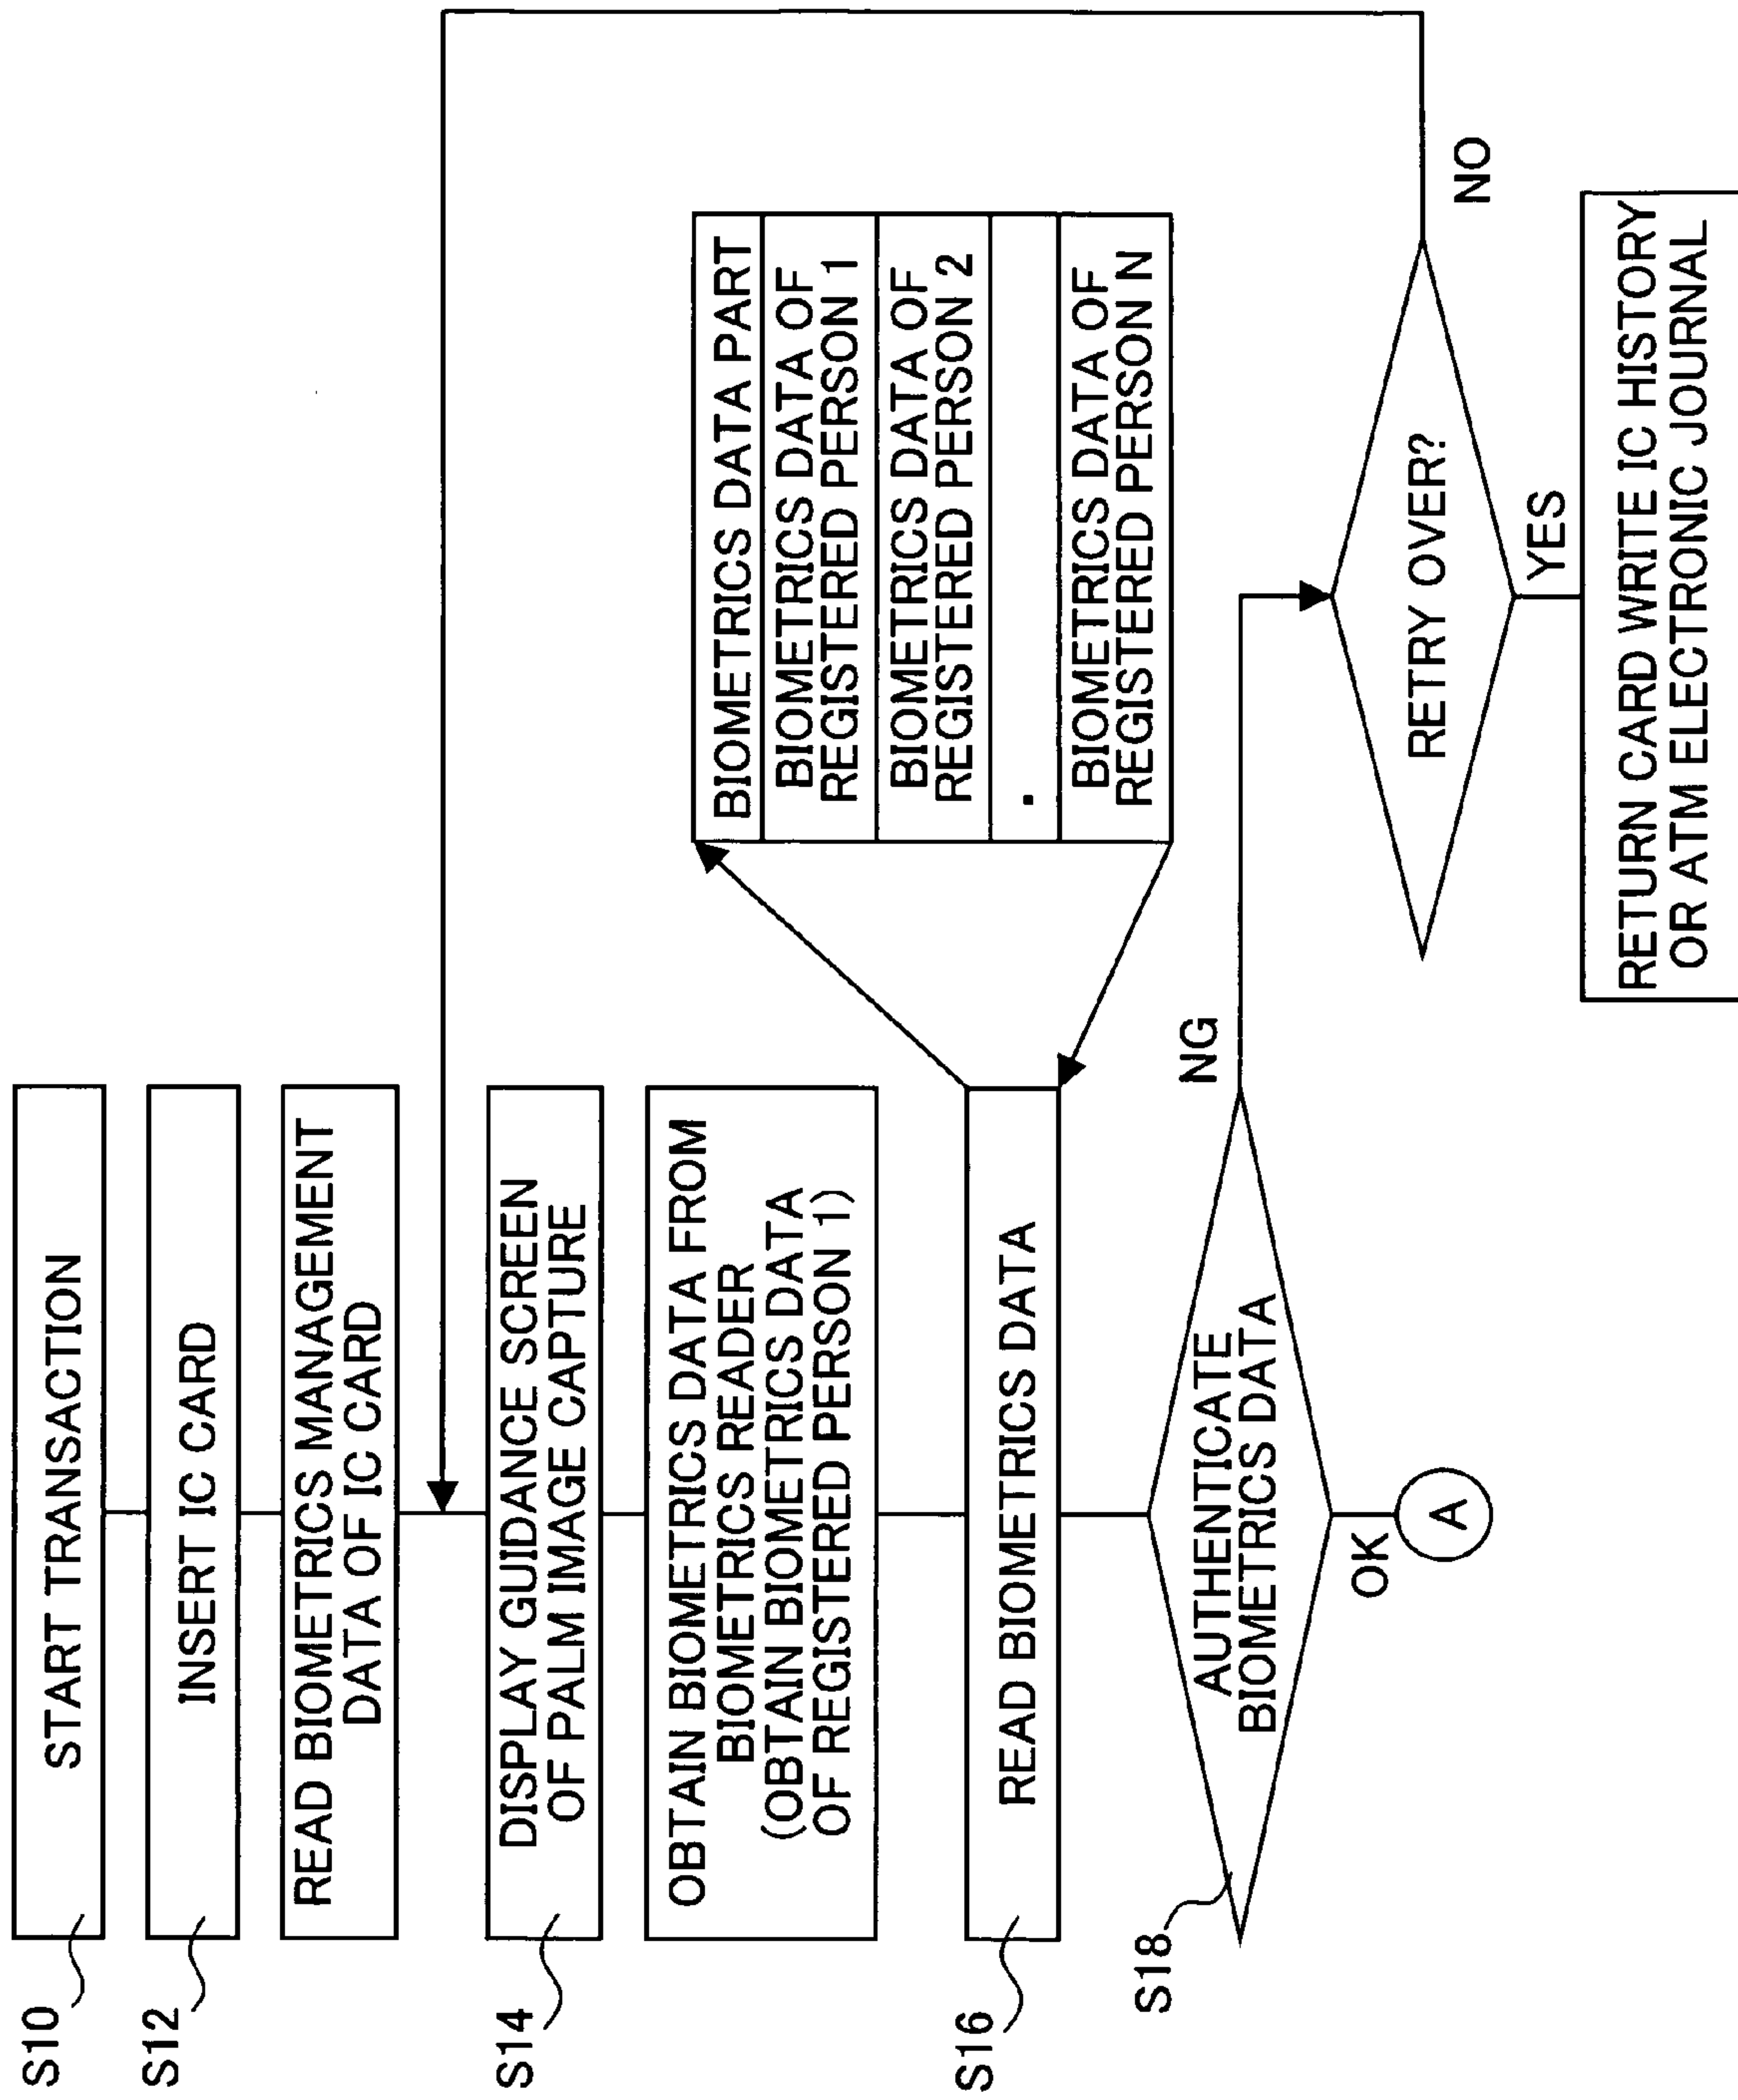 S10
START TRANSACTION
S12
INSERT IC CARD
READ BIOMETRICS MANAGEMENT
DATA OF IC CARD
S14
DISPLAY GUIDANCE SCREEN
OF PALM IMAGE CAPTURE
OBTAIN BIOMETRICS DATA FROM
BIOMETRICS READER
(OBTAIN BIOMETRICS DATA
OF REGISTERED PERSON 1)
S16
READ BIOMETRICS DATA
BIOMETRICS DATA PART
BIOMETRICS DATA OF
REGISTERED PERSON 1
BIOMETRICS DATA OF
REGISTERED PERSON 2
.
BIOMETRICS DATA OF
REGISTERED PERSON N
S18
AUTHENTICATE
BIOMETRICS DATA
NG
OK
A
RETRY OVER?
NO
YES
RETURN CARD WRITE IC HISTORY
OR ATM ELECTRONIC JOURNAL